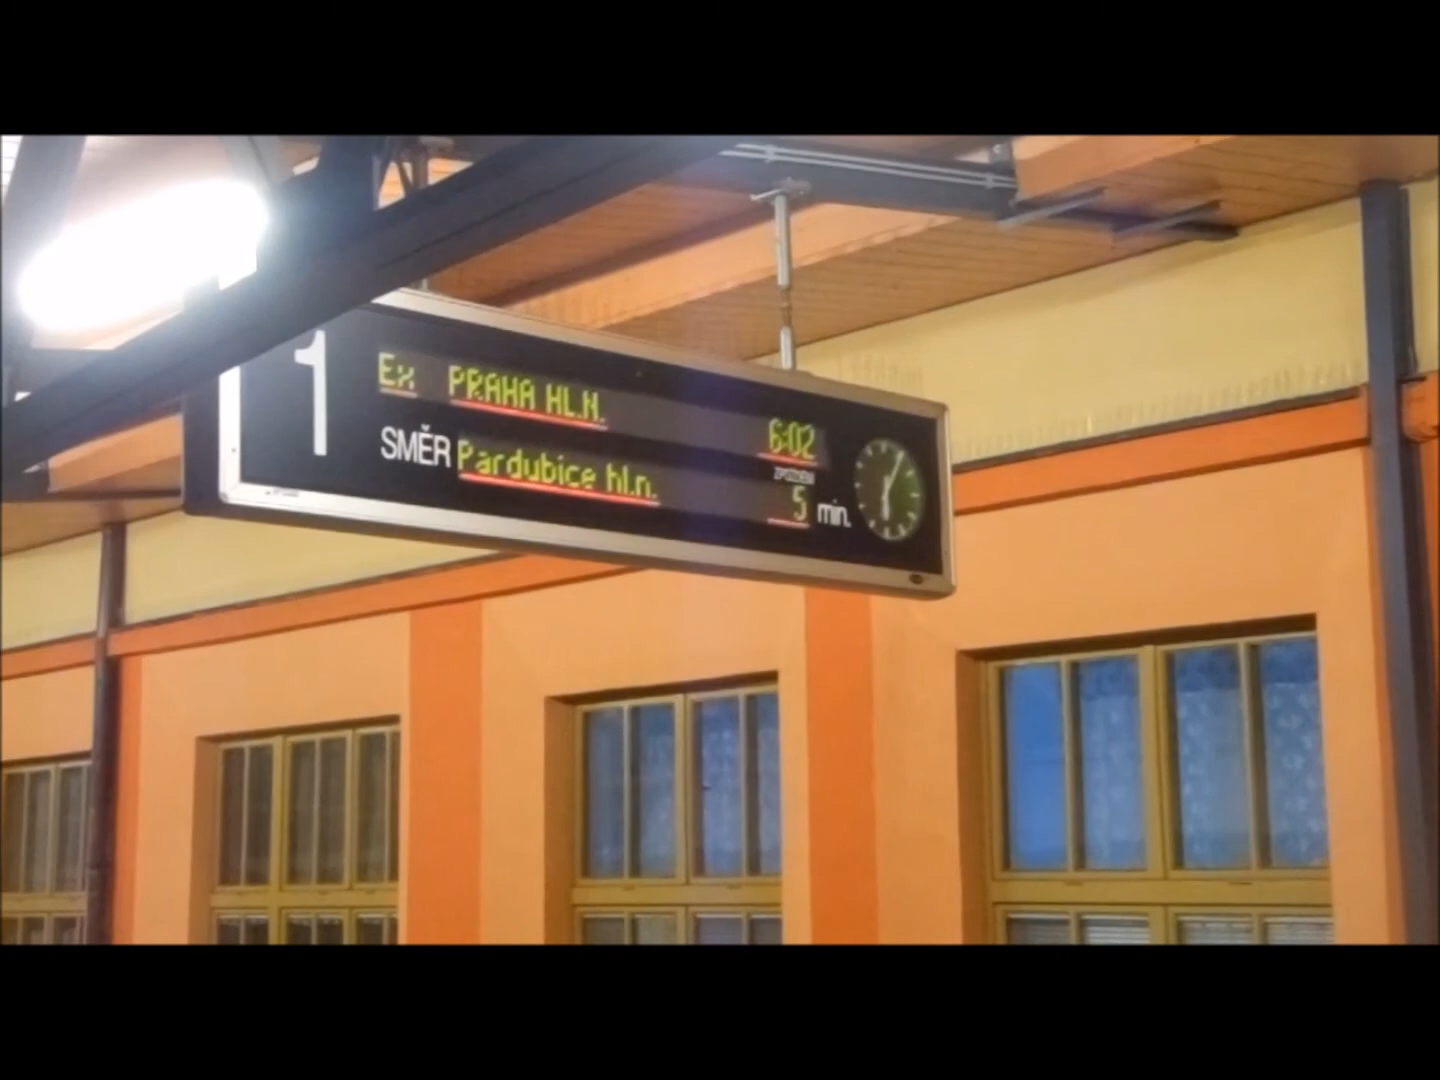 1
Ex PRAHA HL.N. 6:02
SMĚR Pardubice hl.n.
ZPOŽDĚNÍ
5 min.